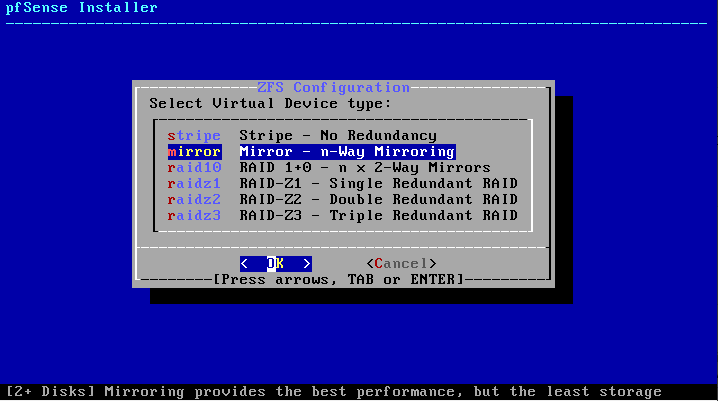 pfSense Installer
ZFS Configuration
Select Virtual Device type:
stripe Stripe - No Redundancy
mirror Mirror - n-Way Mirroring
raid10 RAID 1+0 - n x 2-Way Mirrors
raidz1 RAID-Z1 - Single Redundant RAID
raidz2 RAID-Z2 - Double Redundant RAID
raidz3 RAID-Z3 - Triple Redundant RAID
< OK > <Cancel>
[Press arrows, TAB or ENTER]
[2+ Disks] Mirroring provides the best performance, but the least storage